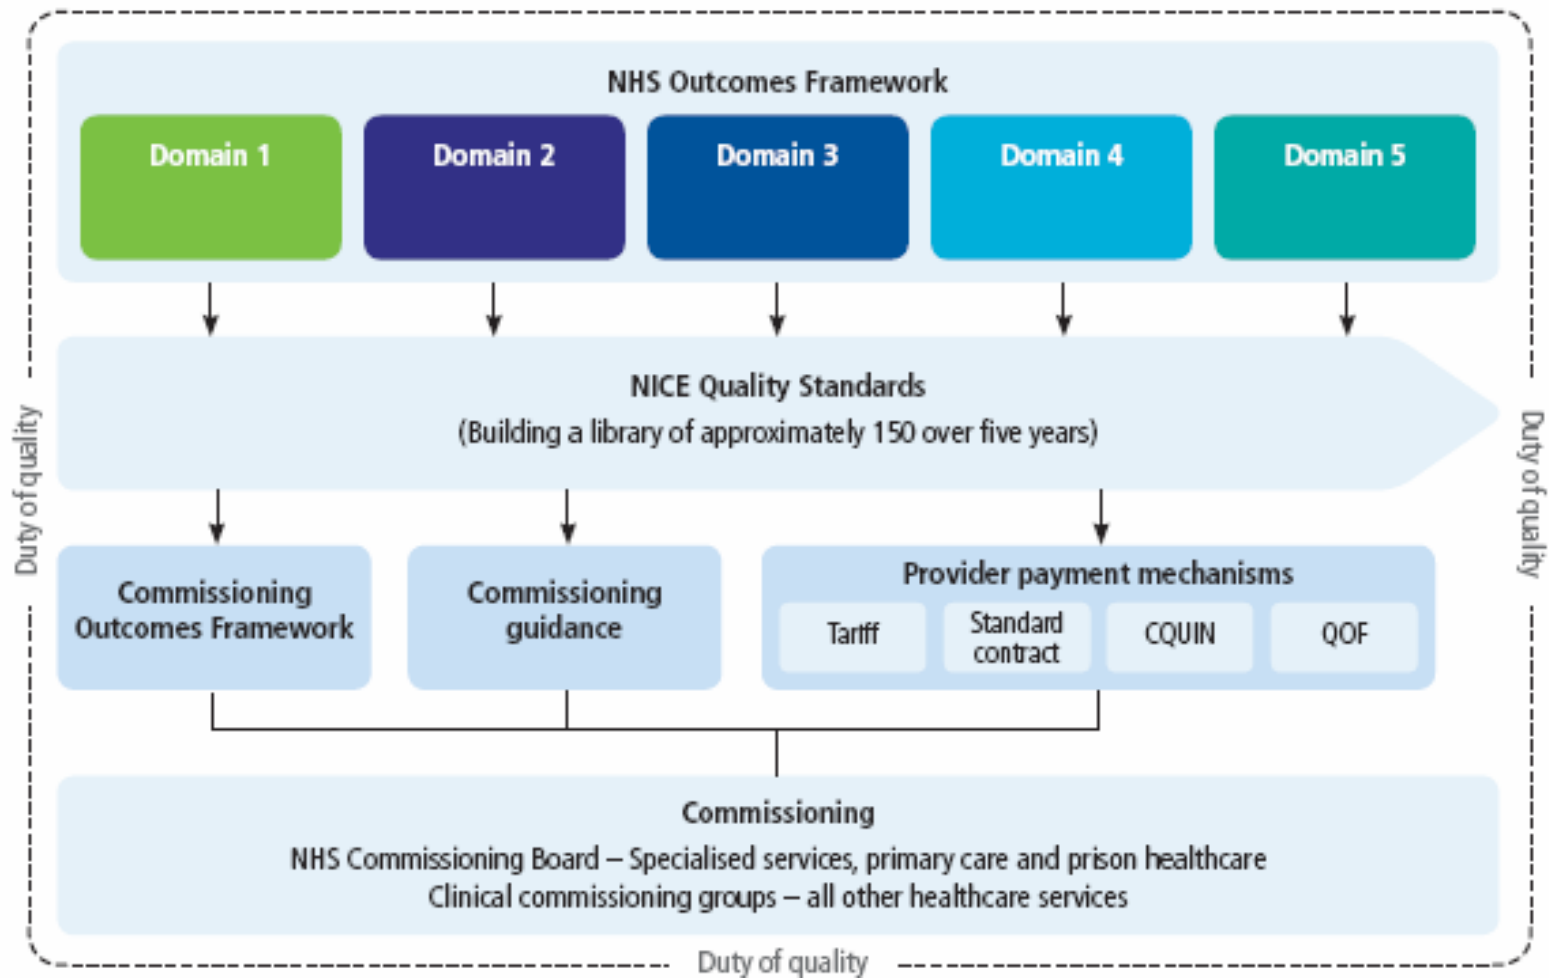 NHS Outcomes Framework
Domain 1
Domain 2
Domain 3
Domain 4
Domain 5
NICE Quality Standards
(Building a library of approximately 150 over five years)
Duty of quality
Duty of quality
Commissioning
Outcomes Framework
Commissioning
guidance
Provider payment mechanisms
Tariff
Standard
contract
CQUIN
QOF
Commissioning
NHS Commissioning Board – Specialised services, primary care and prison healthcare
Clinical commissioning groups – all other healthcare services
Duty of quality